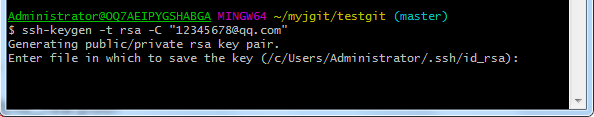 Administrator@OQ7AEIPYGSHABGA MINGW64 ~/myjgit/testgit (master)
$ ssh-keygen -t rsa -C "12345678@qq.com"
Generating public/private rsa key pair.
Enter file in which to save the key (/c/Users/Administrator/.ssh/id_rsa):